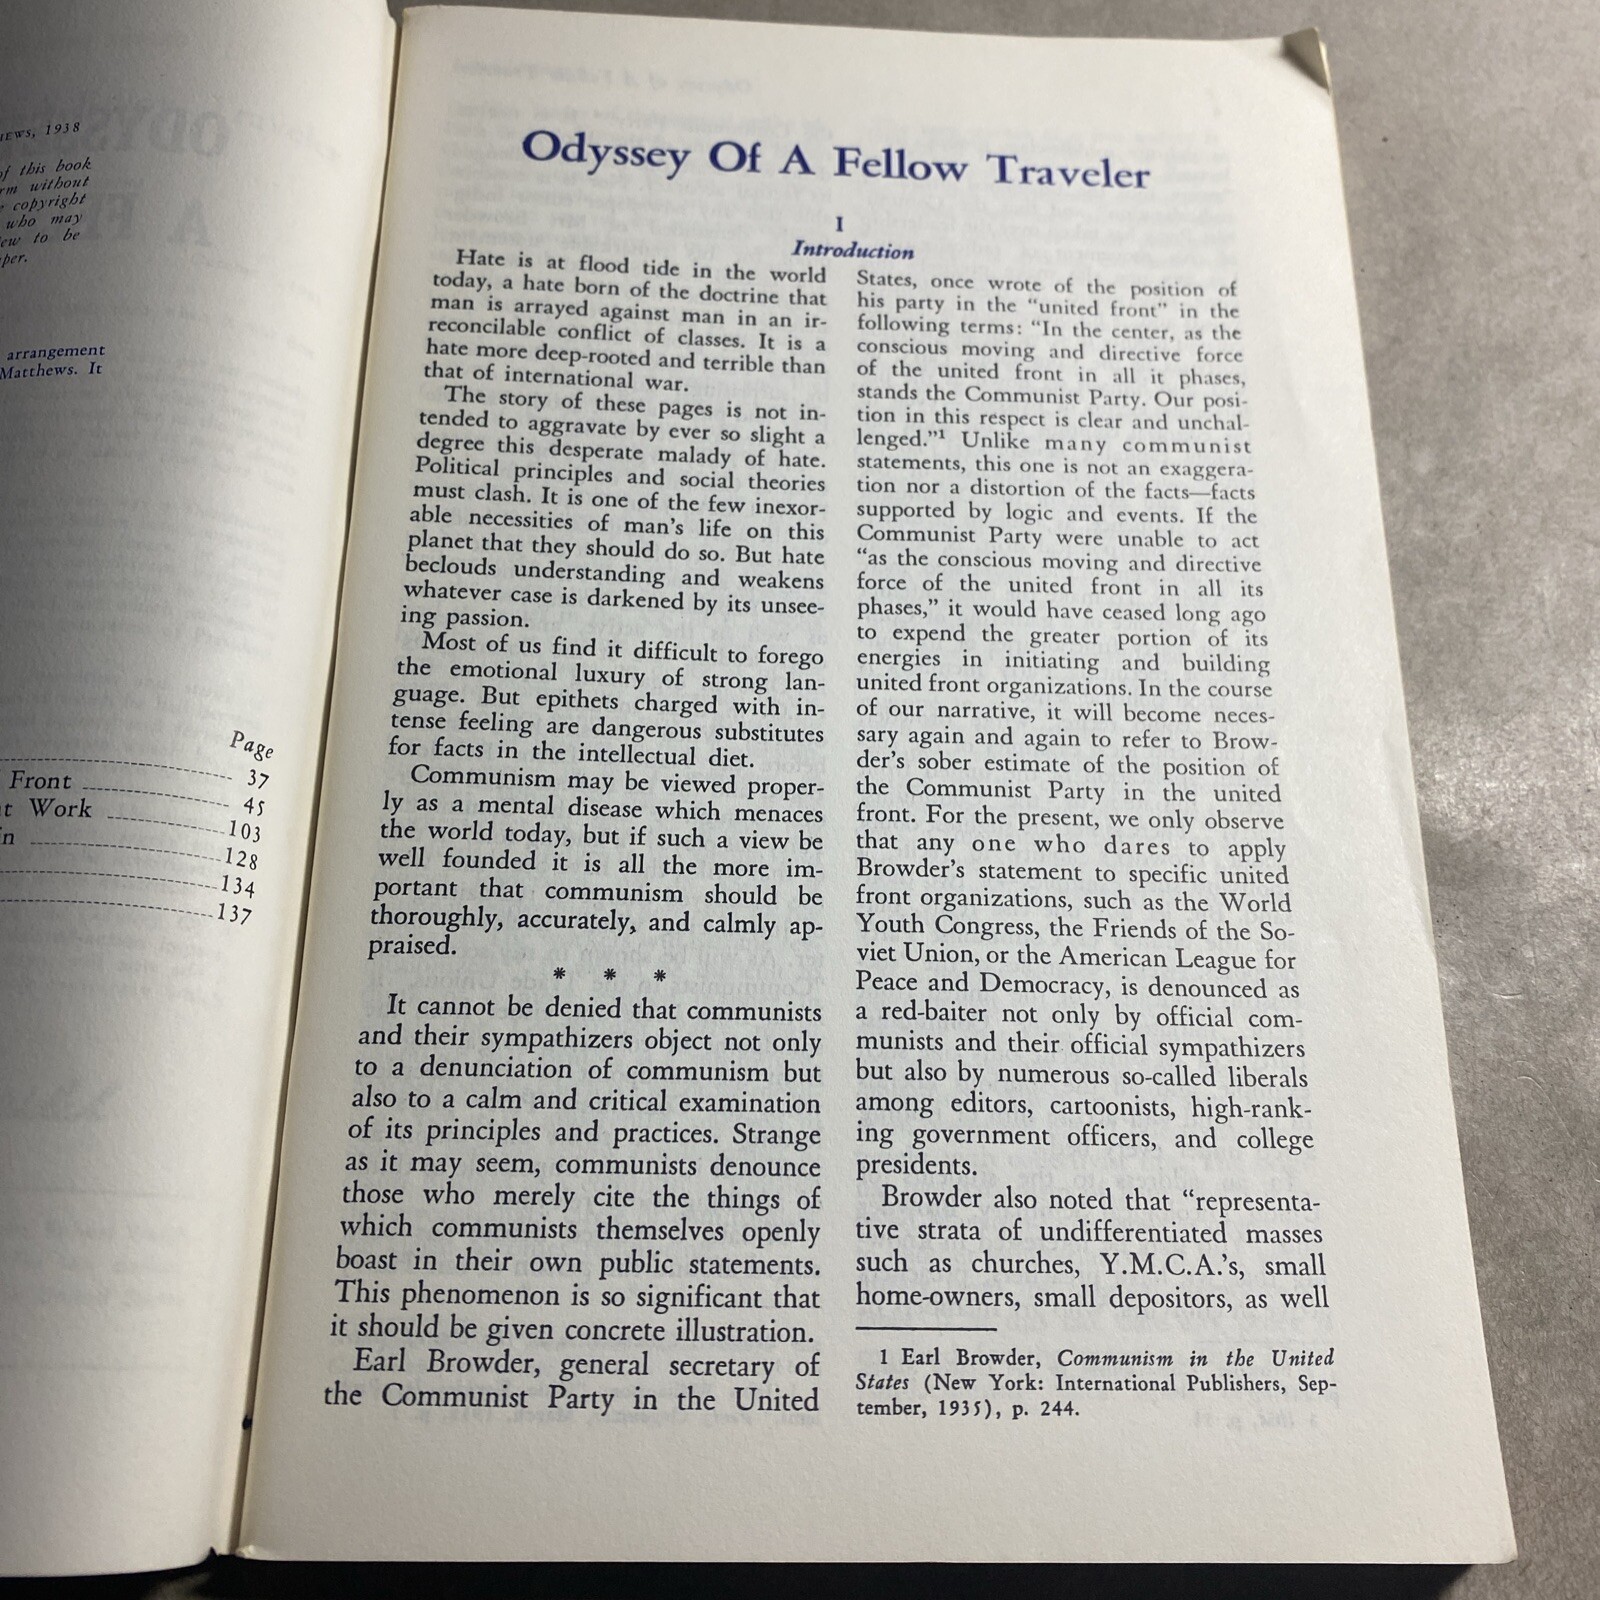 IEWS, 1938
of this book
rm without
copyright
who may
ew to be
per.
arrangement
Matthews. It
Page
37
Front 45
t Work 103
n 128
134
137
Odyssey Of A Fellow Traveler
I
Introduction
Hate is at flood tide in the world
today, a hate born of the doctrine that
man is arrayed against man in an ir-
reconcilable conflict of classes. It is a
hate more deep-rooted and terrible than
that of international war.
The story of these pages is not in-
tended to aggravate by ever so slight a
degree this desperate malady of hate.
Political principles and social theories
must clash. It is one of the few inexor-
able necessities of man's life on this
planet that they should do so. But hate
beclouds understanding and weakens
whatever case is darkened by its unsee-
ing passion.
Most of us find it difficult to forego
the emotional luxury of strong lan-
guage. But epithets charged with in-
tense feeling are dangerous substitutes
for facts in the intellectual diet.
Communism may be viewed proper-
ly as a mental disease which menaces
the world today, but if such a view be
well founded it is all the more im-
portant that communism should be
thoroughly, accurately, and calmly ap-
praised.
* * *
It cannot be denied that communists
and their sympathizers object not only
to a denunciation of communism but
also to a calm and critical examination
of its principles and practices. Strange
as it may seem, communists denounce
those who merely cite the things of
which communists themselves openly
boast in their own public statements.
This phenomenon is so significant that
it should be given concrete illustration.
Earl Browder, general secretary of
the Communist Party in the United
States, once wrote of the position of
his party in the "united front" in the
following terms: "In the center, as the
conscious moving and directive force
of the united front in all it phases,
stands the Communist Party. Our posi-
tion in this respect is clear and unchal-
lenged."1 Unlike many communist
statements, this one is not an exaggera-
tion nor a distortion of the facts—facts
supported by logic and events. If the
Communist Party were unable to act
"as the conscious moving and directive
force of the united front in all its
phases," it would have ceased long ago
to expend the greater portion of its
energies in initiating and building
united front organizations. In the course
of our narrative, it will become neces-
sary again and again to refer to Brow-
der's sober estimate of the position of
the Communist Party in the united
front. For the present, we only observe
that any one who dares to apply
Browder's statement to specific united
front organizations, such as the World
Youth Congress, the Friends of the So-
viet Union, or the American League for
Peace and Democracy, is denounced as
a red-baiter not only by official com-
munists and their official sympathizers
but also by numerous so-called liberals
among editors, cartoonists, high-rank-
ing government officers, and college
presidents.
Browder also noted that "representa-
tive strata of undifferentiated masses
such as churches, Y.M.C.A.'s, small
home-owners, small depositors, as well
1 Earl Browder, Communism in the United
States (New York: International Publishers, Sep-
tember, 1935), p. 244.